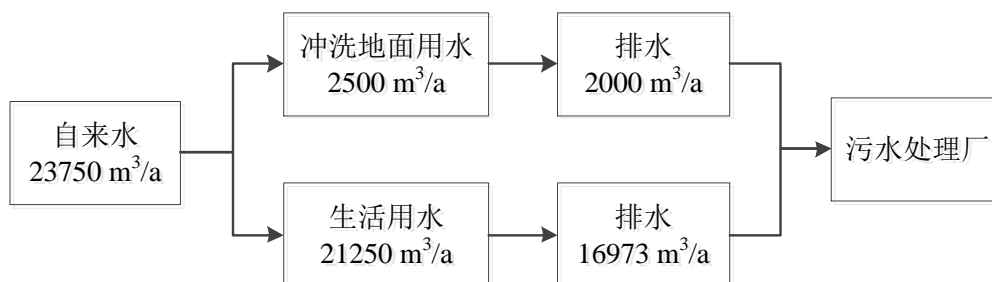 自来水
23750 m³/a
冲洗地面用水
2500 m³/a
排水
2000 m³/a
生活用水
21250 m³/a
排水
16973 m³/a
污水处理厂